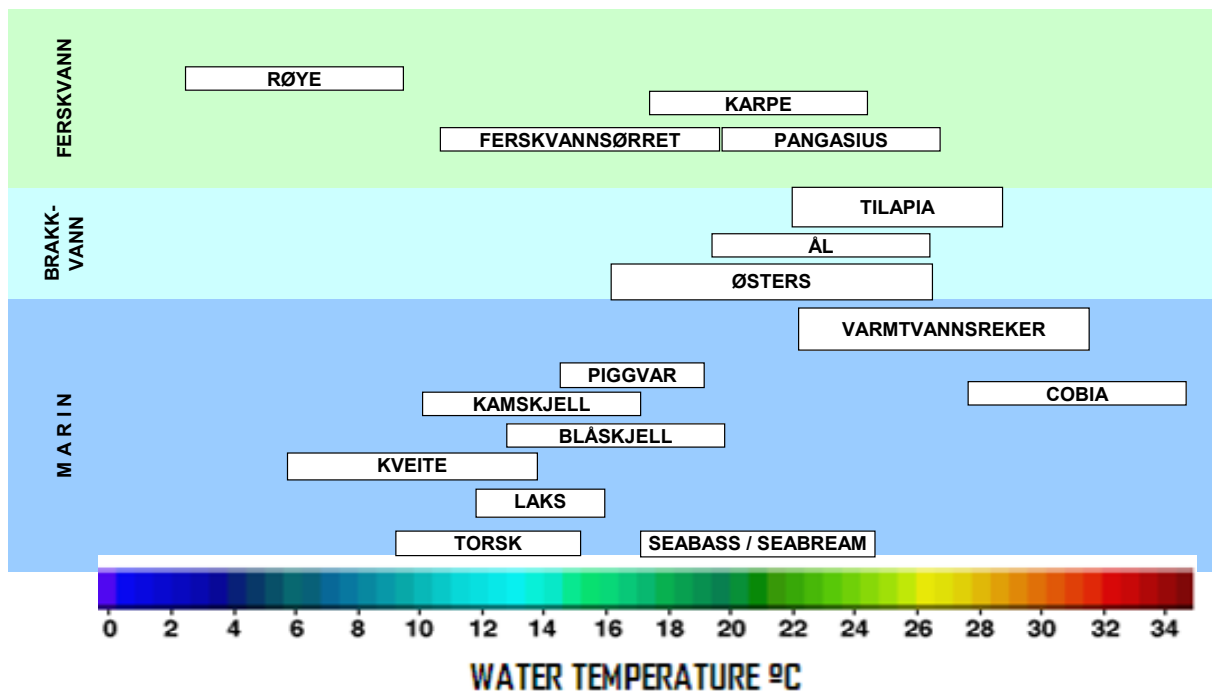 FERSKVANN
RØYE
KARPE
FERSKVANNSØRRET
PANGASIUS
BRAKK-
VANN
TILAPIA
ÅL
ØSTERS
MARIN
VARMTVANNSREKER
PIGGVAR
COBIA
KAMSKJELL
BLÅSKJELL
KVEITE
LAKS
TORSK
SEABASS / SEABREAM
0 2 4 6 8 10 12 14 16 18 20 22 24 26 28 30 32 34
WATER TEMPERATURE ºC